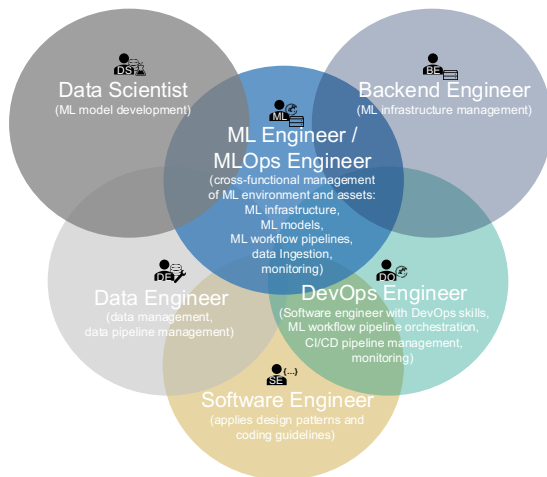 DS
Data Scientist
(ML model development)
BE
Backend Engineer
(ML infrastructure management)
ML
ML Engineer /
MLOps Engineer
(cross-functional management
of ML environment and assets:
ML infrastructure,
ML models,
ML workflow pipelines,
data Ingestion,
monitoring)
DE
Data Engineer
(data management,
data pipeline management)
DO
DevOps Engineer
(Software engineer with DevOps skills,
ML workflow pipeline orchestration,
CI/CD pipeline management,
monitoring)
SE
{...}
Software Engineer
(applies design patterns and
coding guidelines)